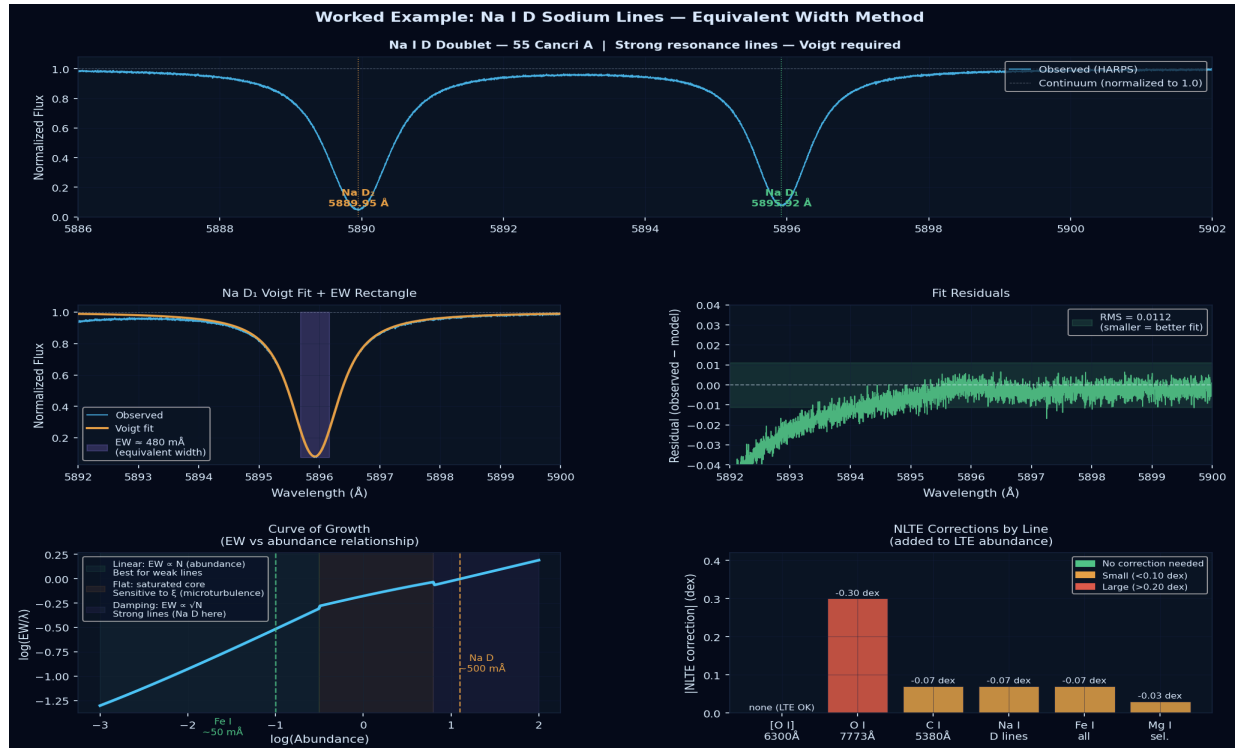 Worked Example: Na I D Sodium Lines — Equivalent Width Method
Na I D Doublet — 55 Cancri A | Strong resonance lines — Voigt required
Normalized Flux
1.0
0.8
0.6
0.4
0.2
0.0
Observed (HARPS)
Continuum (normalized to 1.0)
Na D₂
5889.95 Å
Na D₁
5895.92 Å
5886
5888
5890
5892
5894
5896
5898
5900
5902
Na D₁ Voigt Fit + EW Rectangle
Normalized Flux
1.0
0.8
0.6
0.4
0.2
Observed
Voigt fit
EW ≈ 480 mÅ
(equivalent width)
5892
5893
5894
5895
5896
5897
5898
5899
5900
Wavelength (Å)
Fit Residuals
Residual (observed − model)
0.04
0.03
0.02
0.01
0.00
−0.01
−0.02
−0.03
−0.04
RMS = 0.0112
(smaller = better fit)
5892
5893
5894
5895
5896
5897
5898
5899
5900
Wavelength (Å)
Curve of Growth
(EW vs abundance relationship)
log(EW/λ)
0.25
0.00
−0.25
−0.50
−0.75
−1.00
−1.25
Linear: EW ∝ N (abundance)
Best for weak lines
Flat: saturated core
Sensitive to ξ (microturbulence)
Damping: EW ∝ √N
Strong lines (Na D here)
Na D
~500 mÅ
−3
−2
−1
0
1
2
Fe I
~50 mÅ
log(Abundance)
NLTE Corrections by Line
(added to LTE abundance)
|NLTE correction| (dex)
0.4
0.3
0.2
0.1
0.0
No correction needed
Small (<0.10 dex)
Large (>0.20 dex)
none (LTE OK)
-0.30 dex
-0.07 dex
-0.07 dex
-0.07 dex
-0.03 dex
[O I]
6300Å
O I
7773Å
C I
5380Å
Na I
D lines
Fe I
all
Mg I
sel.